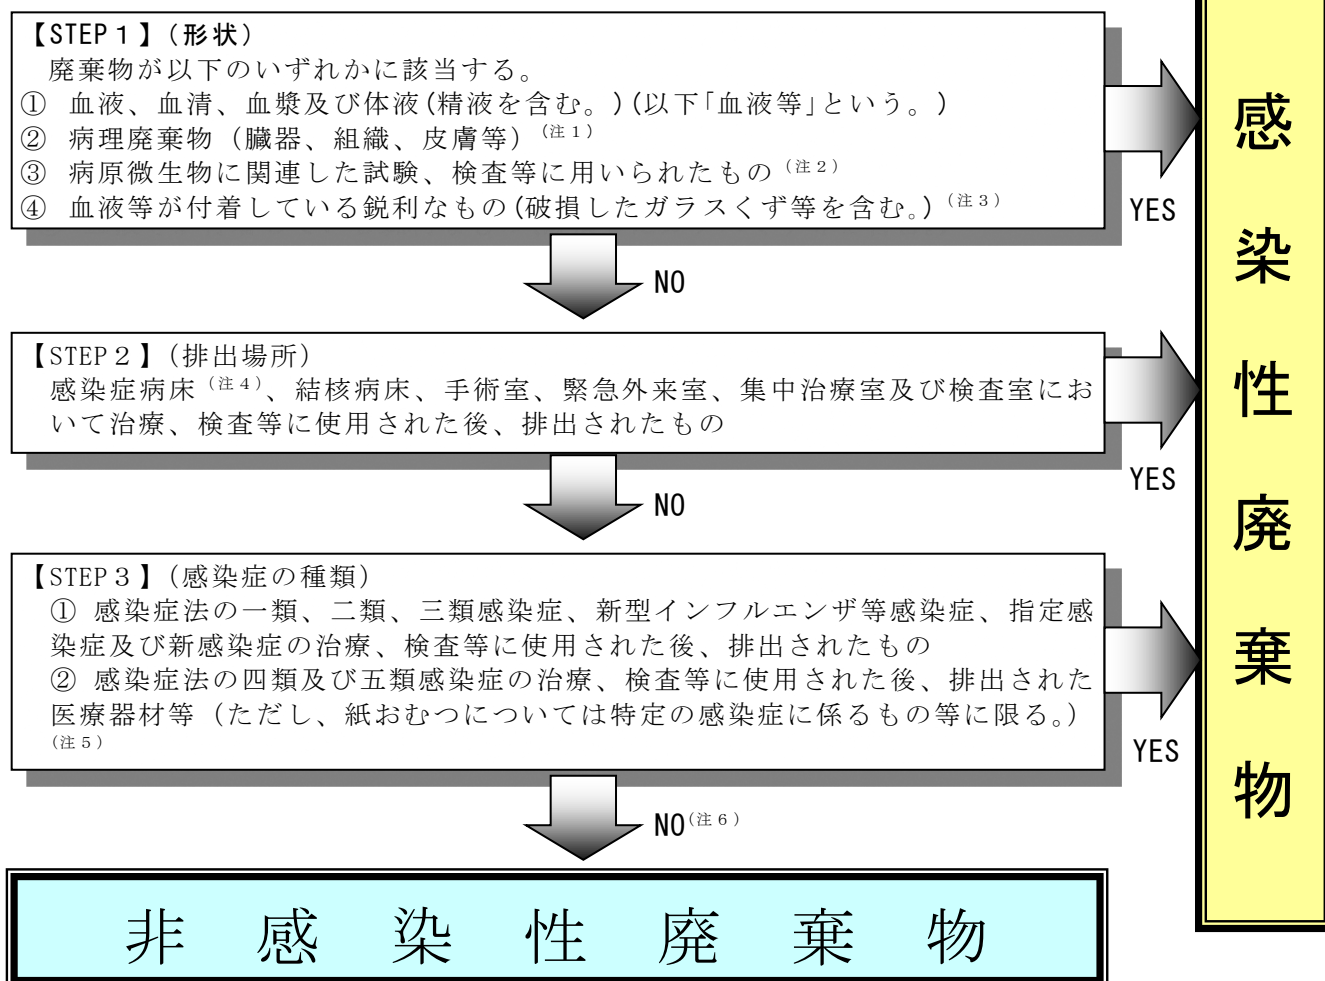 【STEP１】(形状)
廃棄物が以下のいずれかに該当する。
① 血液、血清、血漿及び体液(精液を含む。)(以下「血液等」という。)
② 病理廃棄物（臓器、組織、皮膚等）(注１)
③ 病原微生物に関連した試験、検査等に用いられたもの(注２)
④ 血液等が付着している鋭利なもの(破損したガラスくず等を含む。)(注３)
YES
NO
【STEP２】(排出場所)
感染症病床(注４)、結核病床、手術室、緊急外来室、集中治療室及び検査室にお
いて治療、検査等に使用された後、排出されたもの
YES
NO
【STEP３】(感染症の種類)
① 感染症法の一類、二類、三類感染症、新型インフルエンザ等感染症、指定感
染症及び新感染症の治療、検査等に使用された後、排出されたもの
② 感染症法の四類及び五類感染症の治療、検査等に使用された後、排出された
医療器材等（ただし、紙おむつについては特定の感染症に係るもの等に限る。）
(注５)
YES
NO(注６)
非感染性廃棄物
感染性廃棄物